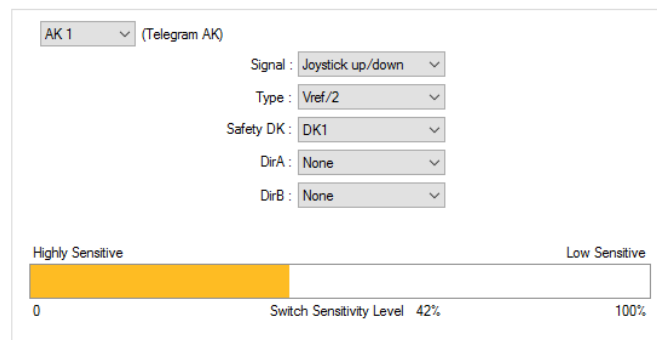 AK 1 (Telegram AK)
Signal : Joystick up/down
Type : Vref/2
Safety DK : DK1
DirA : None
DirB : None
Highly Sensitive Low Sensitive
0 Switch Sensitivity Level 42% 100%